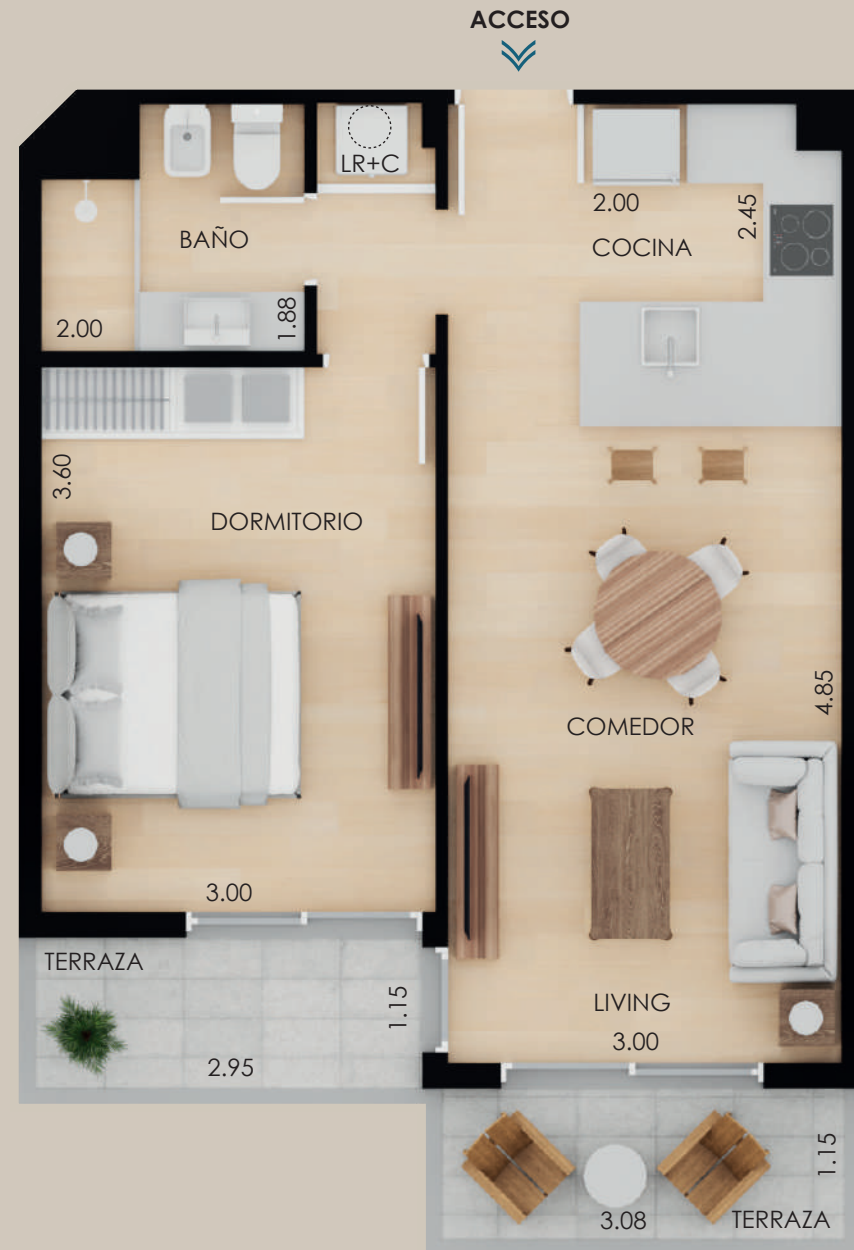 ACCESO
LR+C
2.00
2.45
BAÑO
COCINA
2.00
1.88
3.60
DORMITORIO
4.85
COMEDOR
3.00
TERRAZA
1.15
LIVING
3.00
2.95
1.15
3.08
TERRAZA